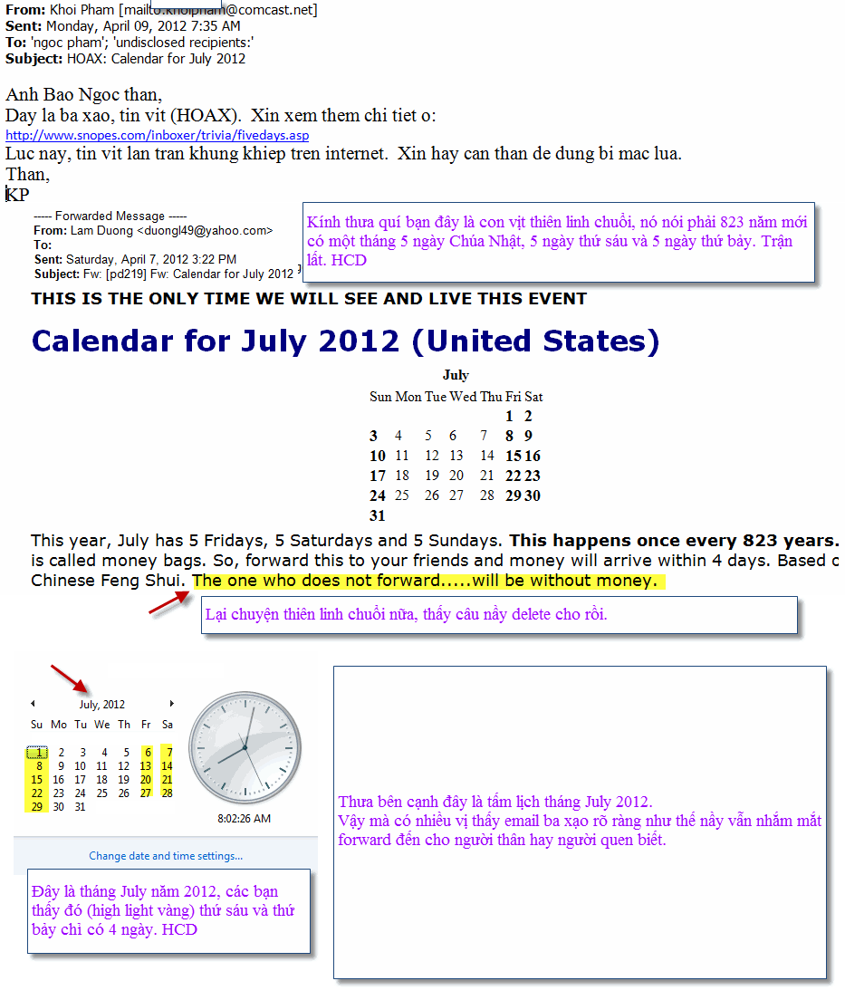 From: Khoi Pham [mailto:khoipham@comcast.net]
Sent: Monday, April 09, 2012 7:35 AM
To: 'ngoc pham'; 'undisclosed recipients:'
Subject: HOAX: Calendar for July 2012
Anh Bao Ngoc than,
Day la ba xao, tin vit (HOAX). Xin xem them chi tiet o:
http://www.snopes.com/inboxer/trivia/fivedays.asp
Luc nay, tin vit lan tran khung khiep tren internet. Xin hay can than de dung bi mac lua.
Than,
KP
----- Forwarded Message -----
From: Lam Duong <duongl49@yahoo.com>
To:
Sent: Saturday, April 7, 2012 3:22 PM
Subject: Fw: [pd219] Fw: Calendar for July 2012
Kính thưa quí bạn đây là con vịt thiên linh chuổi, nó nói phải 823 năm mới
có một tháng 5 ngày Chúa Nhật, 5 ngày thứ sáu và 5 ngày thứ bảy. Trận
lất. HCD
THIS IS THE ONLY TIME WE WILL SEE AND LIVE THIS EVENT
Calendar for July 2012 (United States)
July
Sun Mon Tue Wed Thu Fri Sat
1 2
3 4 5 6 7 8 9
10 11 12 13 14 15 16
17 18 19 20 21 22 23
24 25 26 27 28 29 30
31
This year, July has 5 Fridays, 5 Saturdays and 5 Sundays. This happens once every 823 years.
is called money bags. So, forward this to your friends and money will arrive within 4 days. Based o
Chinese Feng Shui. The one who does not forward.....will be without money.
Lại chuyện thiên linh chuổi nữa, thấy câu nầy delete cho rồi.
July, 2012
Su Mo Tu We Th Fr Sa
1 2 3 4 5 6 7
8 9 10 11 12 13 14
15 16 17 18 19 20 21
22 23 24 25 26 27 28
29 30 31
8:02:26 AM
Change date and time settings...
Thưa bên cạnh đây là tấm lịch tháng July 2012.
Vậy mà có nhiều vị thấy email ba xạo rõ ràng như thế nầy vẫn nhắm mắt
forward đến cho người thân hay người quen biết.
Đây là tháng July năm 2012, các bạn
thấy đó (high light vàng) thứ sáu và thứ
bảy chỉ có 4 ngày. HCD